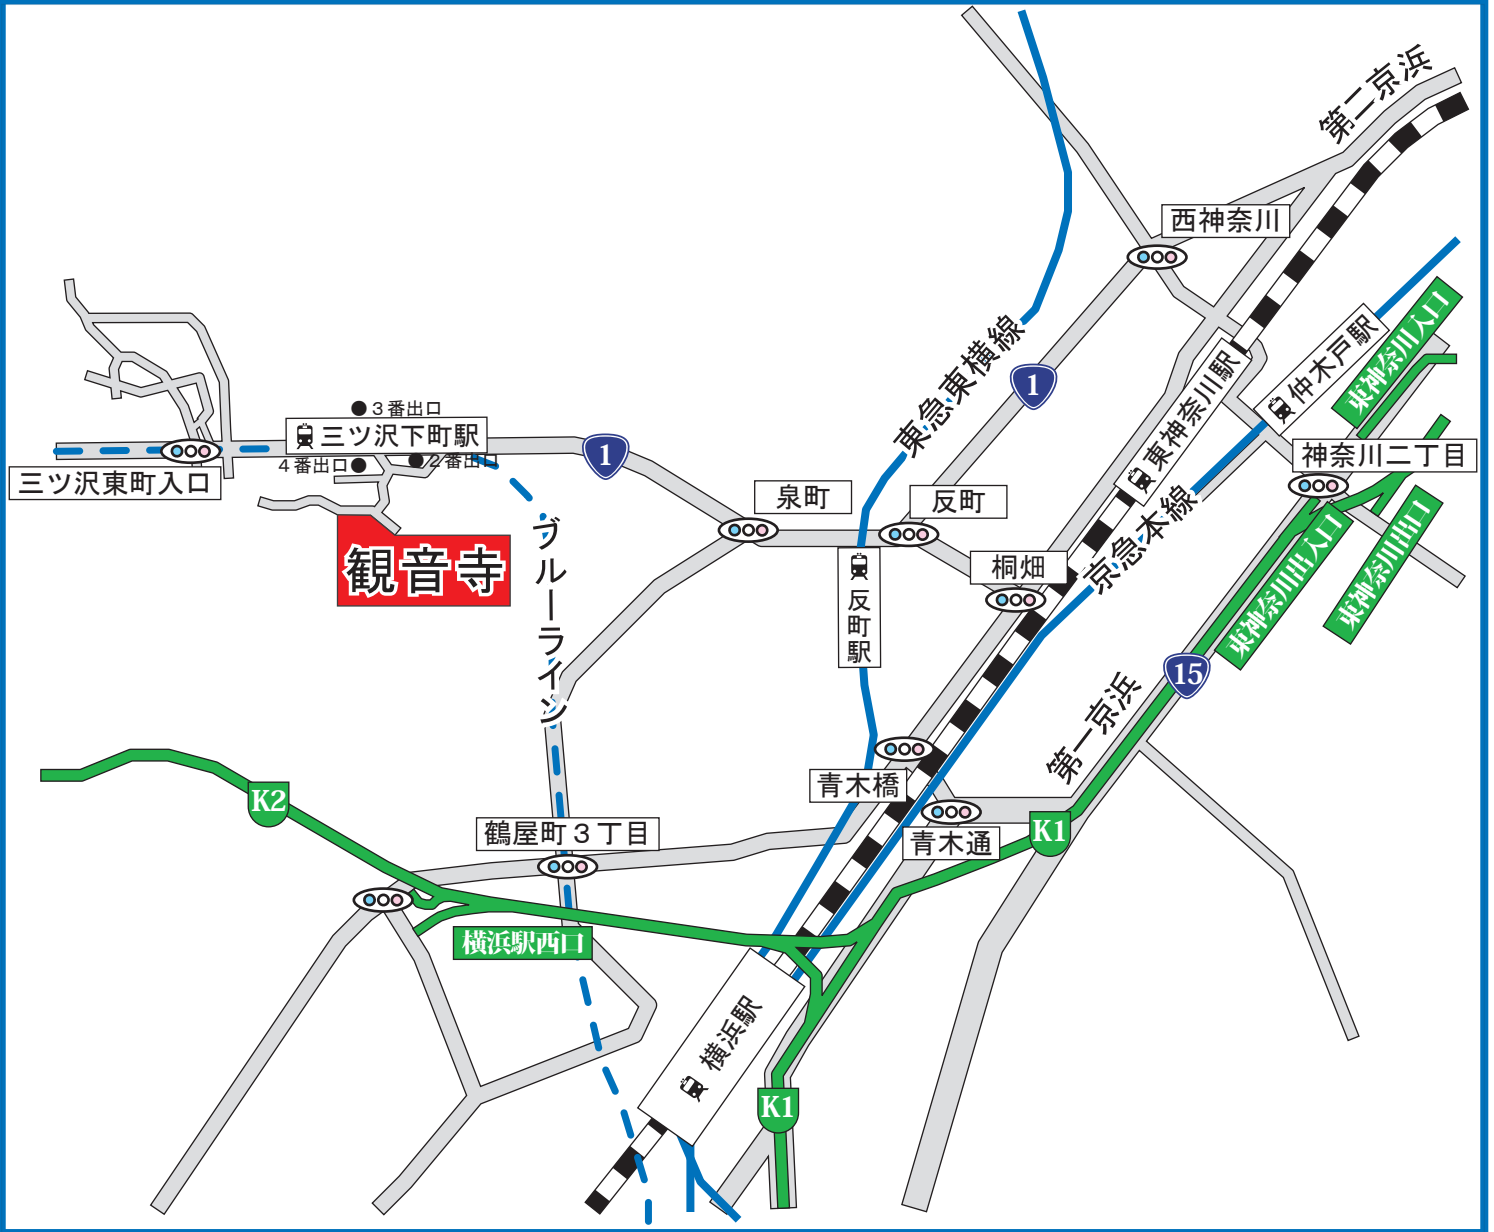 第二京浜
西神奈川
東神奈川入口
仲木戸駅
東急東横線
1
東神奈川駅
●3番出口
三ツ沢下町駅
4番出口●
●2番出口
1
三ツ沢東町入口
神奈川二丁目
泉町
反町
京急本線
東神奈川出入口
東神奈川出口
観音寺
ブルーライン
桐畑
反町駅
15
第一京浜
青木橋
K2
鶴屋町3丁目
青木通
K1
横浜駅西口
横浜駅
K1